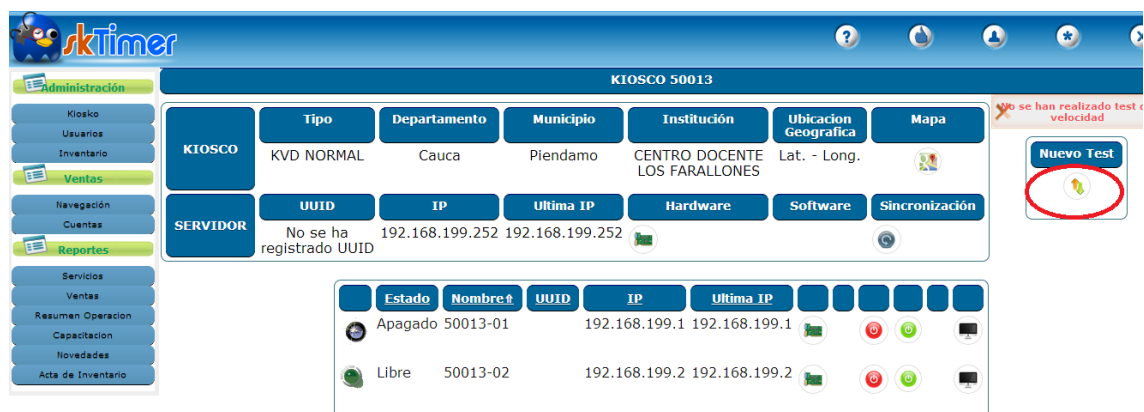 skTimer
KIOSCO 50013
Administración
Kiosko
Usuarios
Inventario
Ventas
Navegación
Cuentas
Reportes
Servicios
Ventas
Resumen Operacion
Capacitacion
Novedades
Acta de Inventario
KIOSCO
Tipo Departamento Municipio Institución Ubicacion Mapa
Geografica
KVD NORMAL Cauca Piendamo CENTRO DOCENTE Lat. - Long.
LOS FARALLONES
SERVIDOR
UUID IP Ultima IP Hardware Software Sincronización
No se ha 192.168.199.252 192.168.199.252
registrado UUID
No se han realizado test
velocidad
Nuevo Test
Estado Nombre⇑ UUID IP Ultima IP
Apagado 50013-01 192.168.199.1 192.168.199.1
Libre 50013-02 192.168.199.2 192.168.199.2